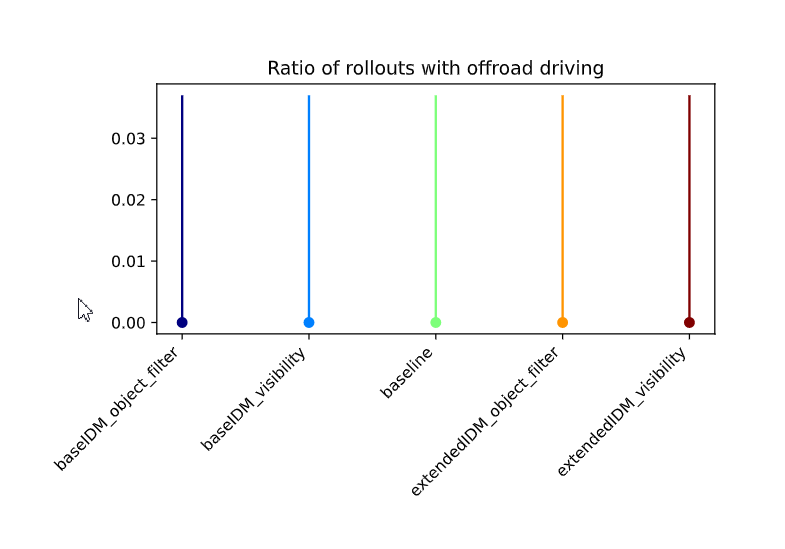 Ratio of rollouts with offroad driving
0.03
0.02
0.01
0.00
baseIDM_object_filter
baseIDM_visibility
baseline
extendedIDM_object_filter
extendedIDM_visibility